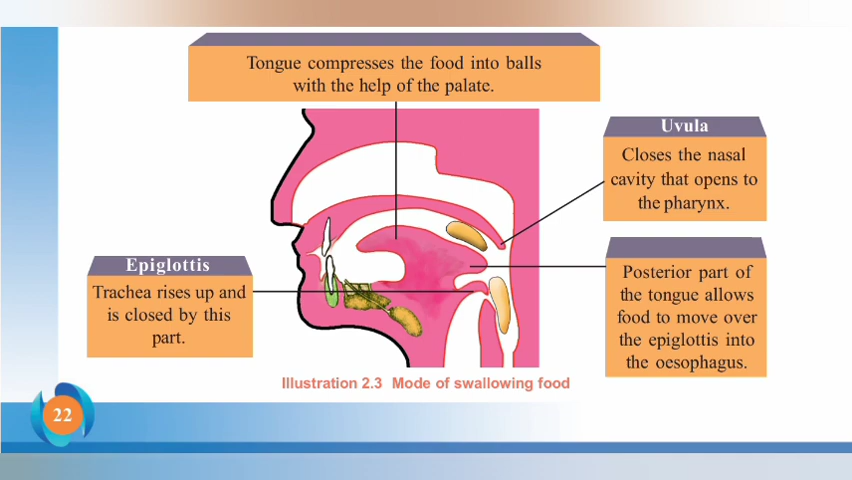 Tongue compresses the food into balls
with the help of the palate.
Uvula
Closes the nasal
cavity that opens to
the pharynx.
Epiglottis
Trachea rises up and
is closed by this
part.
Posterior part of
the tongue allows
food to move over
the epiglottis into
the oesophagus.
Illustration 2.3 Mode of swallowing food
22